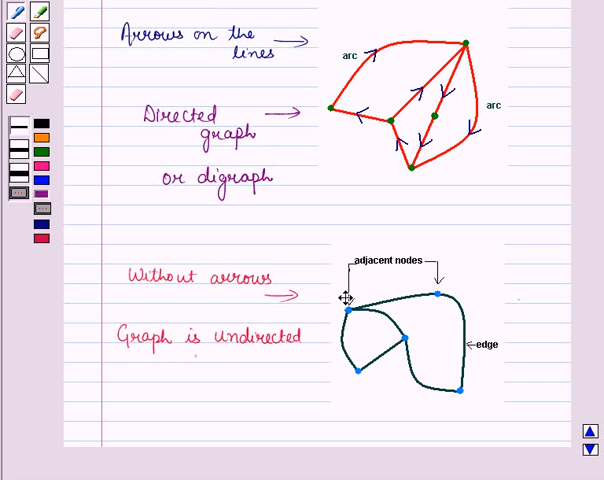 Arrows on the
lines
arc
arc
Directed
graph
or digraph
adjacent nodes
Without arrows
Graph is undirected
edge